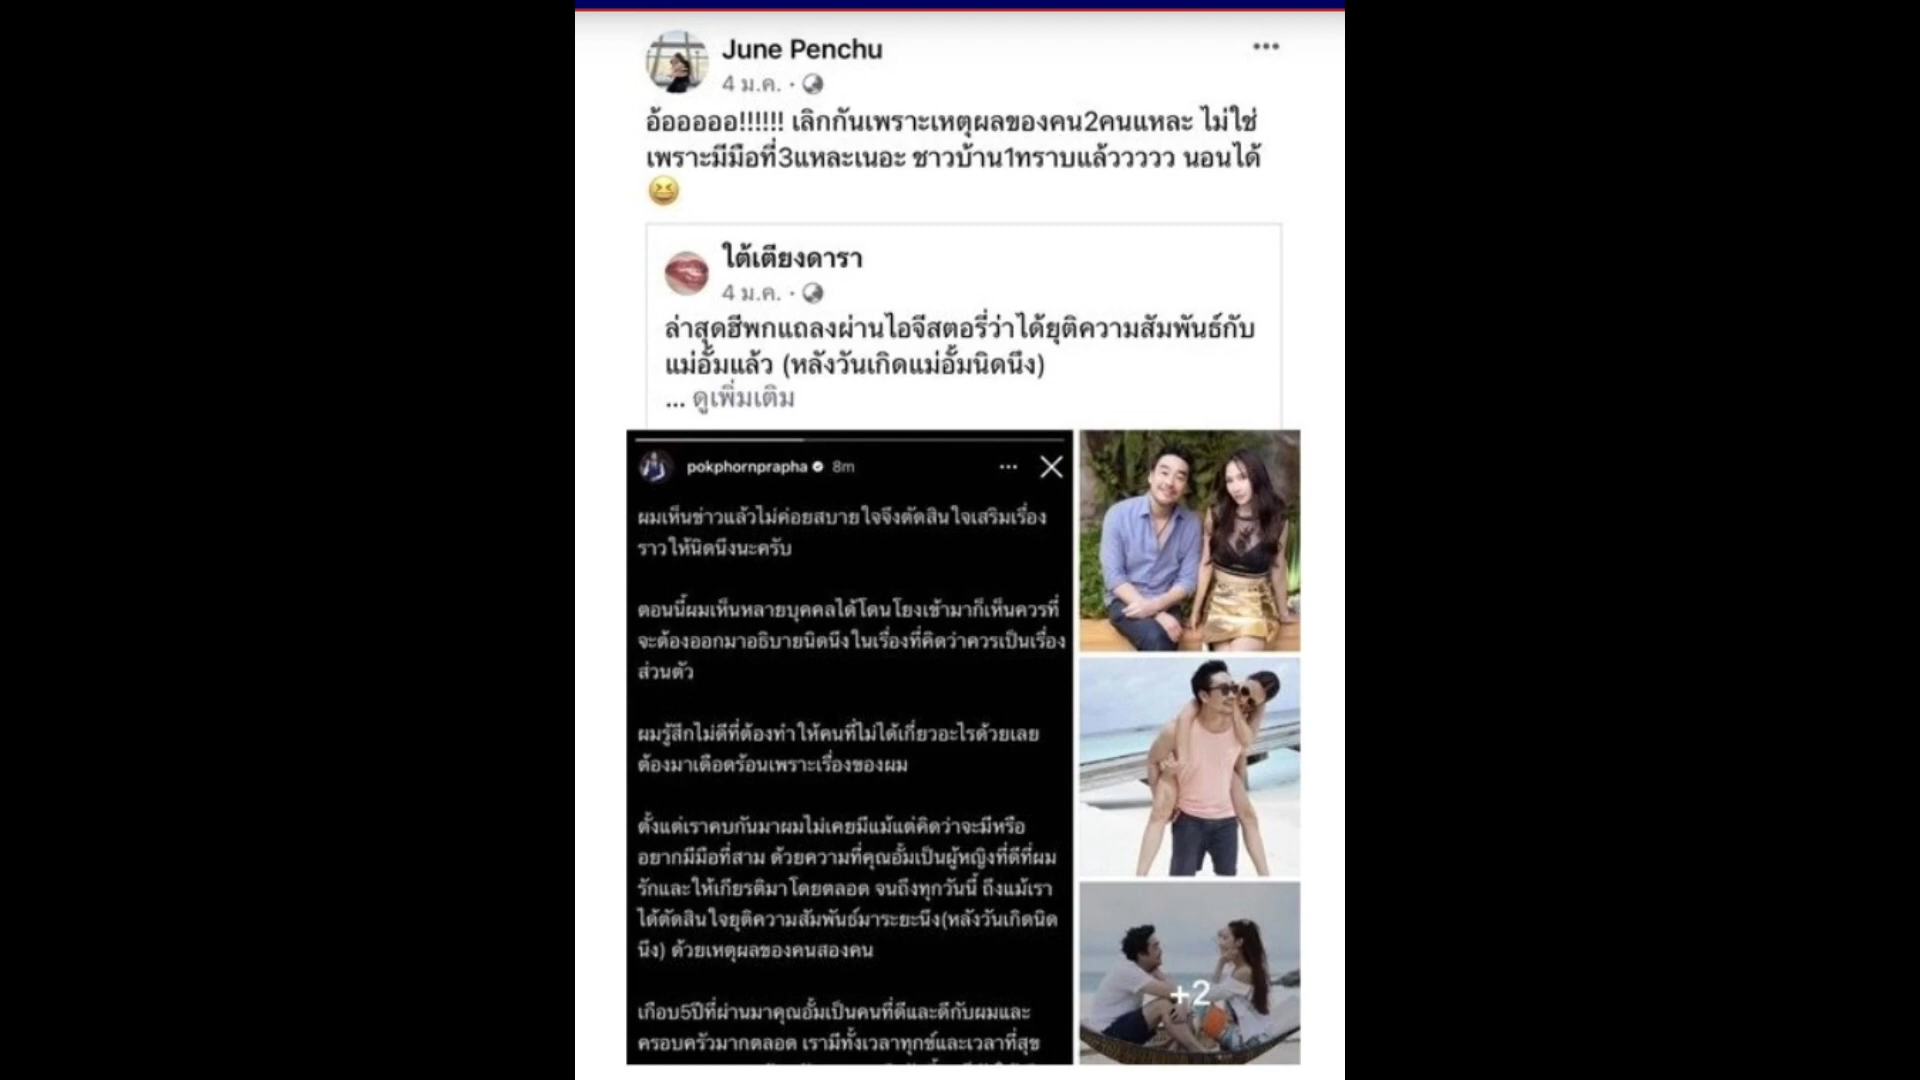 June Penchu
4 ม.ค.
อ้อออออ!!!!!! เลิกกันเพราะเหตุผลของคน2คนแหละ ไม่ใช่
เพราะมีมือที่3แหละเนอะ ชาวบ้าน1ทราบแล้ววววว นอนได้
ใต้เตียงดารา
4 ม.ค.
ล่าสุดฮีพกแถลงผ่านไอจีสตอรี่ว่าได้ยุติความสัมพันธ์กับ
แม่อั้มแล้ว (หลังวันเกิดแม่อั้มนิดนึง)
... ดูเพิ่มเติม
pokphornprapha 8m
ผมเห็นข่าวแล้วไม่ค่อยสบายใจจึงตัดสินใจเสริมเรื่อง
ราวให้นิดนึงนะครับ
ตอนนี้ผมเห็นหลายบุคคลได้โดนโยงเข้ามาก็เห็นควรที่
จะต้องออกมาอธิบายนิดนึงในเรื่องที่คิดว่าควรเป็นเรื่อง
ส่วนตัว
ผมรู้สึกไม่ดีที่ต้องทำให้คนที่ไม่ได้เกี่ยวอะไรด้วยเลย
ต้องมาเดือดร้อนเพราะเรื่องของผม
ตั้งแต่เราคบกันมาผมไม่เคยมีแม้แต่คิดว่าจะมีหรือ
อยากมีมือที่สาม ด้วยความที่คุณอั้มเป็นผู้หญิงที่ดีที่ผม
รักและให้เกียรติมาโดยตลอด จนถึงทุกวันนี้ ถึงแม้เรา
ได้ตัดสินใจยุติความสัมพันธ์มาระยะนึง(หลังวันเกิดนิด
นึง) ด้วยเหตุผลของคนสองคน
เกือบ5ปีที่ผ่านมาคุณอั้มเป็นคนที่ดีและดีกับผมและ
ครอบครัวมากตลอด เรามีทั้งเวลาทุกข์และเวลาที่สุข
+2